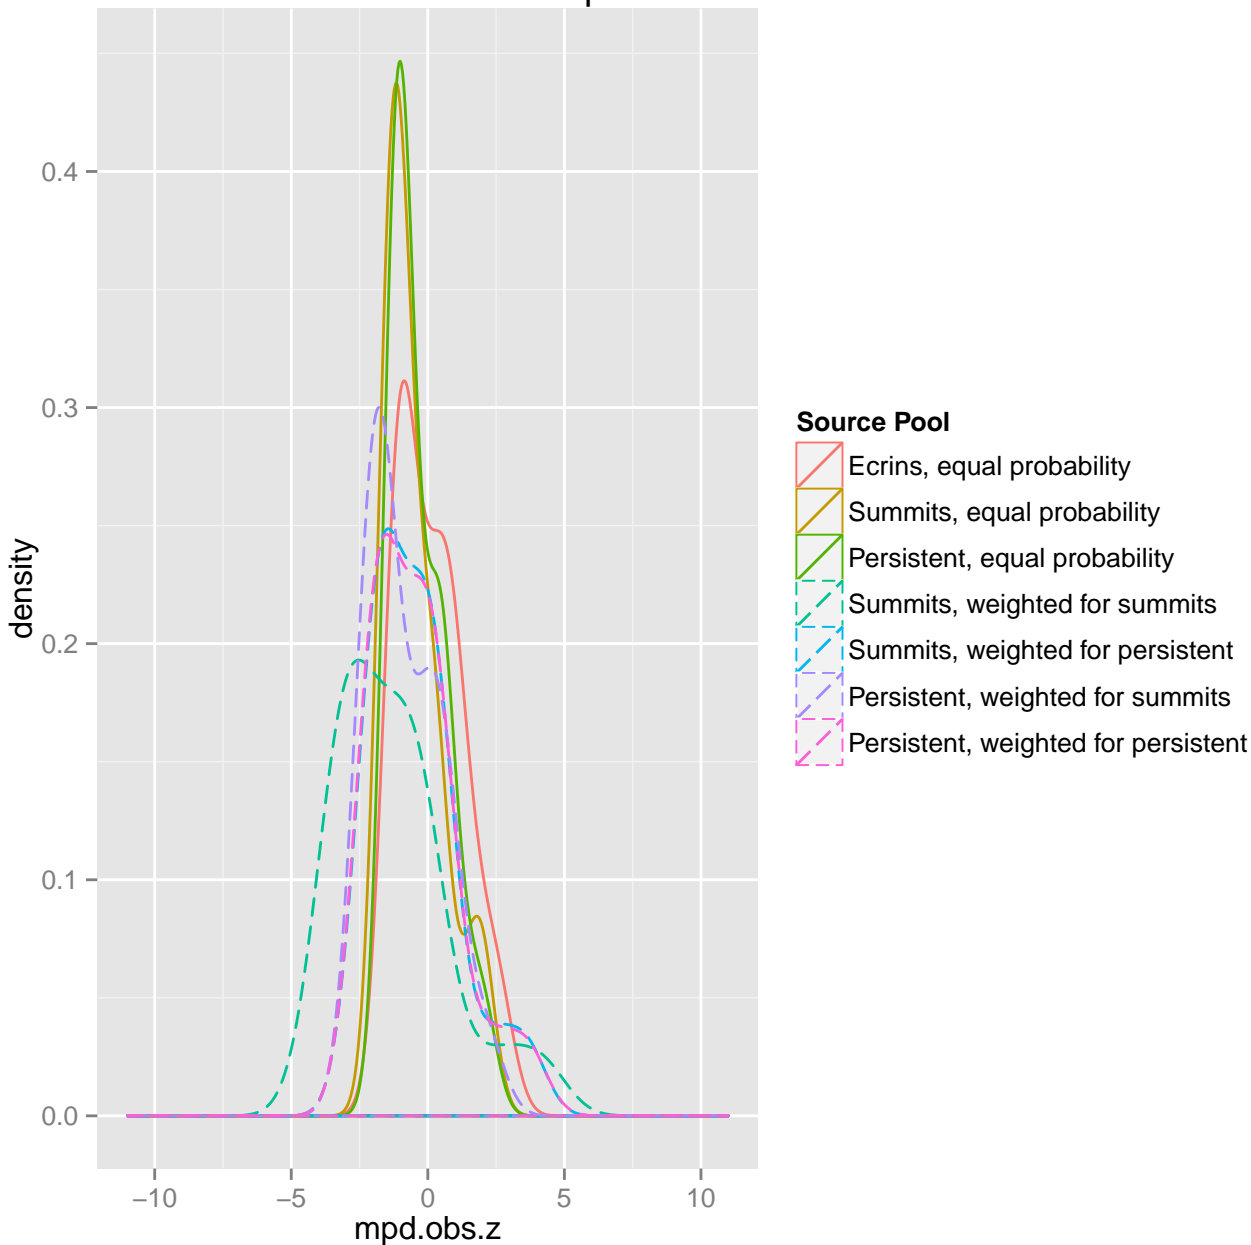 0.4
0.3
0.2
0.1
0.0
density
−10
−5
0
5
10
mpd.obs.z
Source Pool
Ecrins, equal probability
Summits, equal probability
Persistent, equal probability
Summits, weighted for summits
Summits, weighted for persistent
Persistent, weighted for summits
Persistent, weighted for persistent